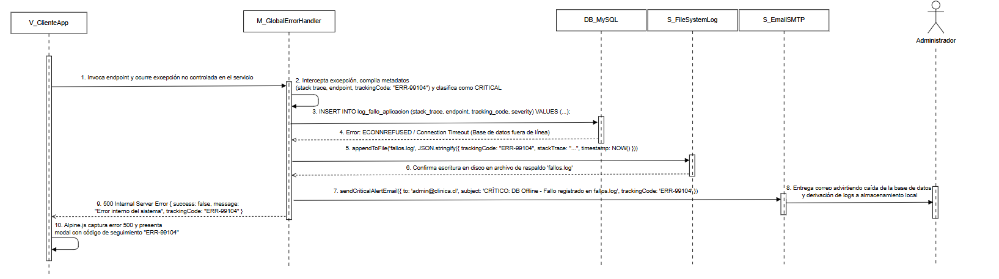 V_ClienteApp
M_GlobalErrorHandler
DB_MySQL
S_FileSystemLog
S_EmailSMTP
Administrador
1. Invoca endpoint y ocurre excepción no controlada en el servicio
2. Intercepta excepción, compila metadatos
(stack trace, endpoint, trackingCode: "ERR-99104") y clasifica como CRITICAL
3. INSERT INTO log_fallo_aplicacion (stack_trace, endpoint, tracking_code, severity) VALUES (...);
4. Error: ECONNREFUSED / Connection Timeout (Base de datos fuera de línea)
5. appendToFile('fallos.log', JSON.stringify({ trackingCode: "ERR-99104", stackTrace: "...", timestamp: NOW() }))
6. Confirma escritura en disco en archivo de respaldo 'fallos.log'
7. sendCriticalAlertEmail({ to: 'admin@clinica.cl', subject: 'CRÍTICO: DB Offline - Fallo registrado en fallos.log', trackingCode: 'ERR-99104' })
8. Entrega correo advirtiendo caída de la base de datos
y derivación de logs a almacenamiento local
9. 500 Internal Server Error { success: false, message:
"Error interno del sistema", trackingCode: "ERR-99104" }
10. Alpine.js captura error 500 y presenta
modal con código de seguimiento "ERR-99104"